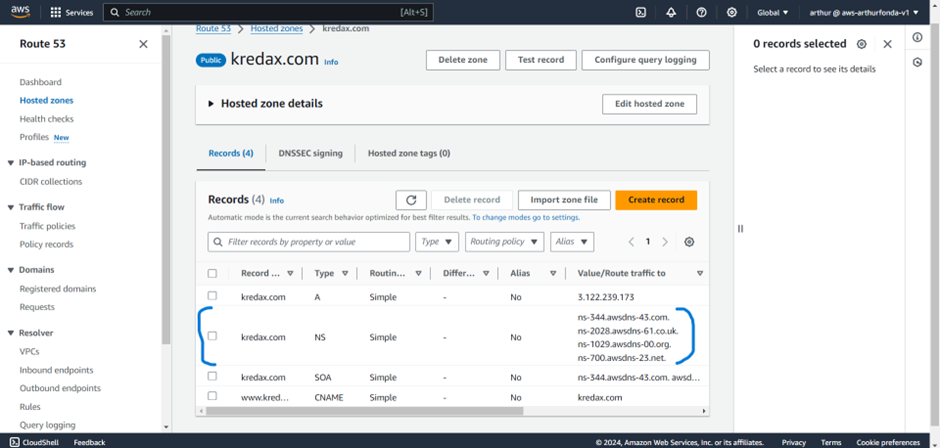 aws
Services
Search
[Alt+S]
Global
arthur @ aws-arthurfonda-v1
Route 53
Dashboard
Hosted zones
Health checks
Profiles New
IP-based routing
CIDR collections
Traffic flow
Traffic policies
Policy records
Domains
Registered domains
Requests
Resolver
VPCs
Inbound endpoints
Outbound endpoints
Rules
Query logging
Route 53 > Hosted zones > kredax.com
Public kredax.com Info
Delete zone
Test record
Configure query logging
Hosted zone details
Edit hosted zone
Records (4)
DNSSEC signing
Hosted zone tags (0)
Records (4) Info
Delete record
Import zone file
Create record
Automatic mode is the current search behavior optimized for best filter results. To change modes go to settings.
Filter records by property or value
Type
Routing policy
Alias
1
Record ... Type Routin... Differ... Alias Value/Route traffic to
kredax.com A Simple - No 3.122.239.173
kredax.com NS Simple - No
ns-344.awsdns-43.com.
ns-2028.awsdns-61.co.uk.
ns-1029.awsdns-00.org.
ns-700.awsdns-23.net.
kredax.com SOA Simple - No ns-344.awsdns-43.com. awsd...
www.kred... CNAME Simple - No kredax.com
0 records selected
Select a record to see its details
CloudShell
Feedback
© 2024, Amazon Web Services, Inc. or its affiliates.
Privacy
Terms
Cookie preferences